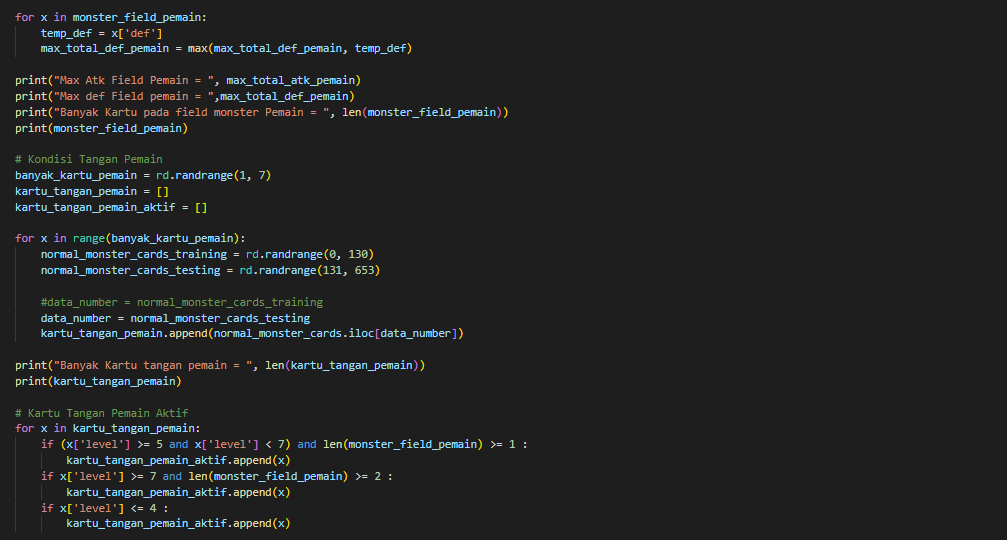 for x in monster_field_pemain:
    temp_def = x['def']
    max_total_def_pemain = max(max_total_def_pemain, temp_def)

print("Max Atk Field Pemain = ", max_total_atk_pemain)
print("Max def Field pemain = ",max_total_def_pemain)
print("Banyak Kartu pada field monster Pemain = ", len(monster_field_pemain))
print(monster_field_pemain)

# Kondisi Tangan Pemain
banyak_kartu_pemain = rd.randrange(1, 7)
kartu_tangan_pemain = []
kartu_tangan_pemain_aktif = []

for x in range(banyak_kartu_pemain):
    normal_monster_cards_training = rd.randrange(0, 130)
    normal_monster_cards_testing = rd.randrange(131, 653)

    #data_number = normal_monster_cards_training
    data_number = normal_monster_cards_testing
    kartu_tangan_pemain.append(normal_monster_cards.iloc[data_number])

print("Banyak Kartu tangan pemain = ", len(kartu_tangan_pemain))
print(kartu_tangan_pemain)

# Kartu Tangan Pemain Aktif
for x in kartu_tangan_pemain:
    if (x['level'] >= 5 and x['level'] < 7) and len(monster_field_pemain) >= 1 :
        kartu_tangan_pemain_aktif.append(x)
    if x['level'] >= 7 and len(monster_field_pemain) >= 2 :
        kartu_tangan_pemain_aktif.append(x)
    if x['level'] <= 4 :
        kartu_tangan_pemain_aktif.append(x)